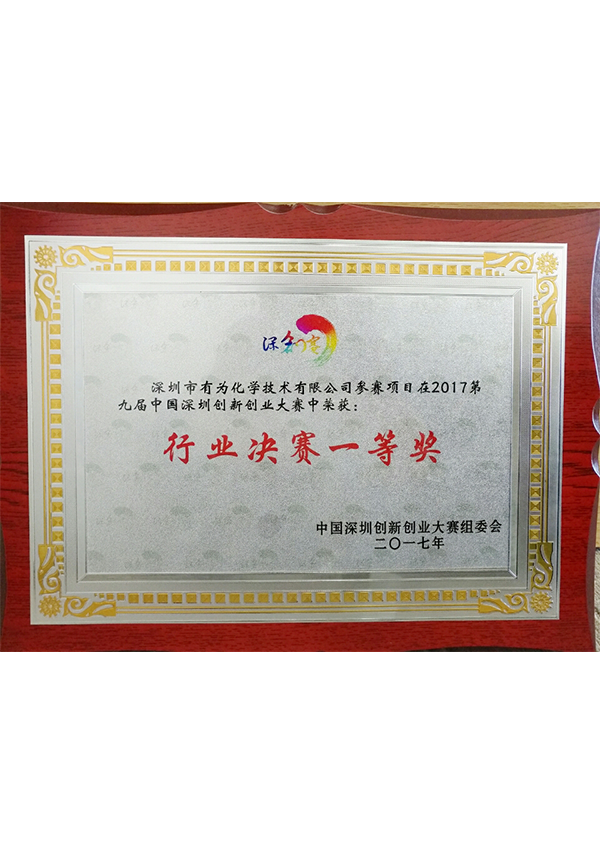 深创客
深圳市有为化学技术有限公司参赛项目在2017第
九届中国深圳创新创业大赛中荣获：
行业决赛一等奖
中国深圳创新创业大赛组委会
二〇一七年